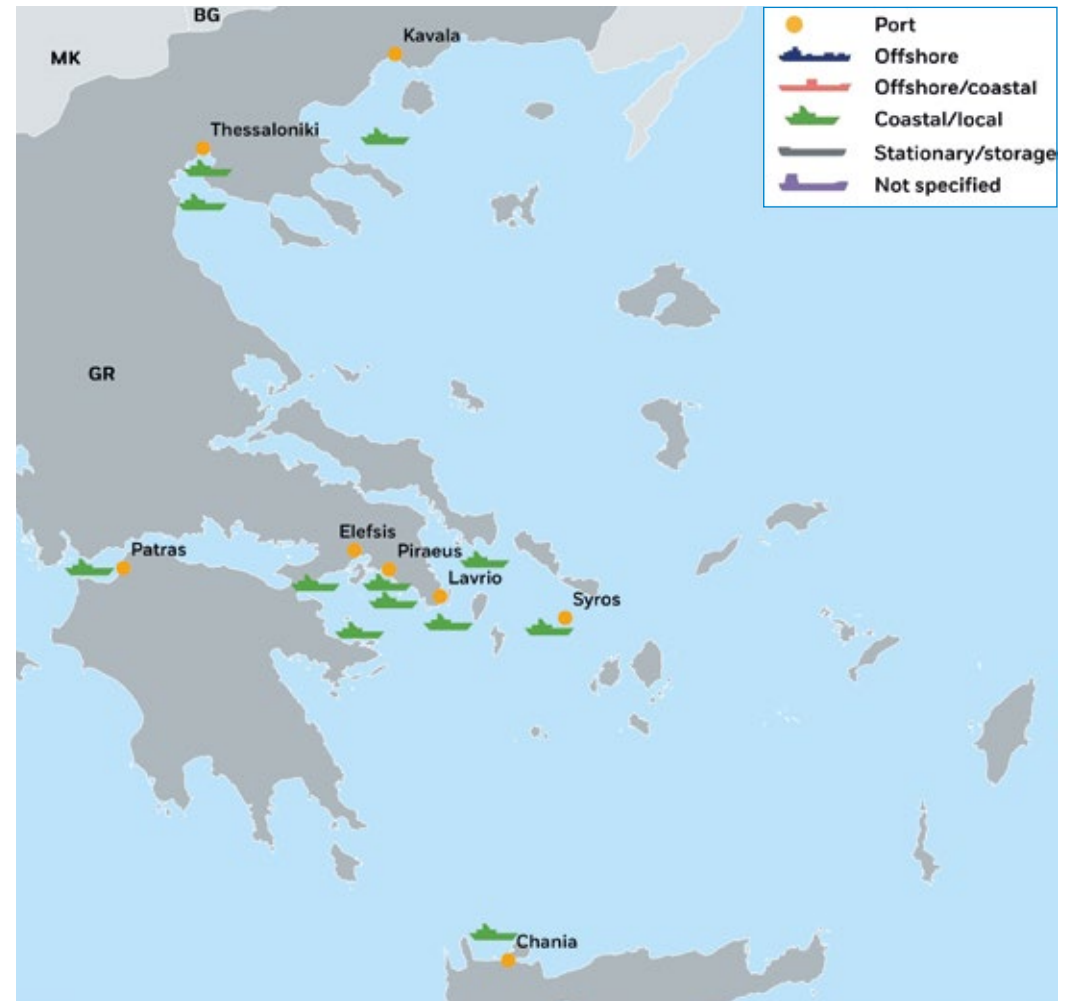 BG
MK
Kavala
Thessaloniki
GR
Elefsis
Patras
Piraeus
Lavrio
Syros
Chania
Port
Offshore
Offshore/coastal
Coastal/local
Stationary/storage
Not specified